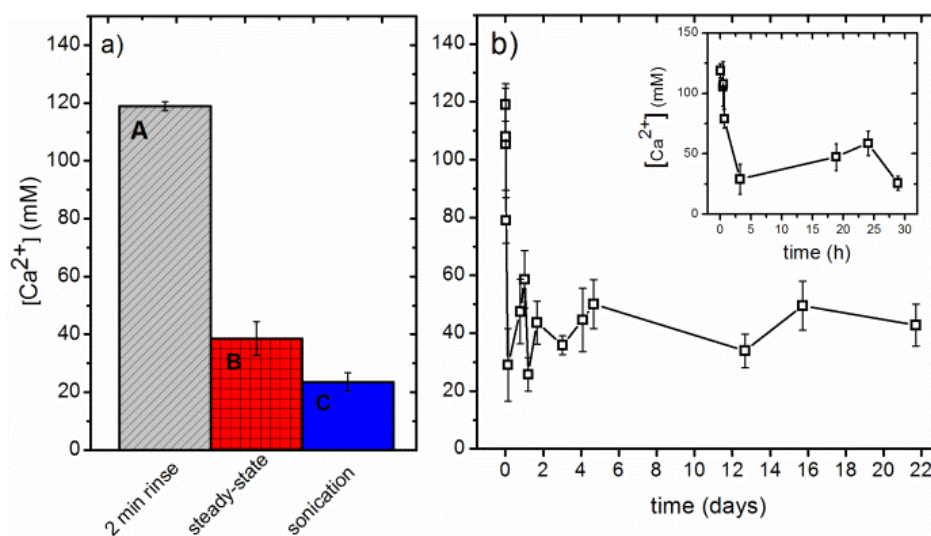 a)
[Ca2+] (mM)
140
120
100
80
60
40
20
0
A
B
C
2 min rinse
steady-state
sonication
b)
140
120
100
80
60
40
20
0
0 2 4 6 8 10 12 14 16 18 20 22
time (days)
[Ca2+] (mM)
150
100
50
0
0 5 10 15 20 25 30
time (h)